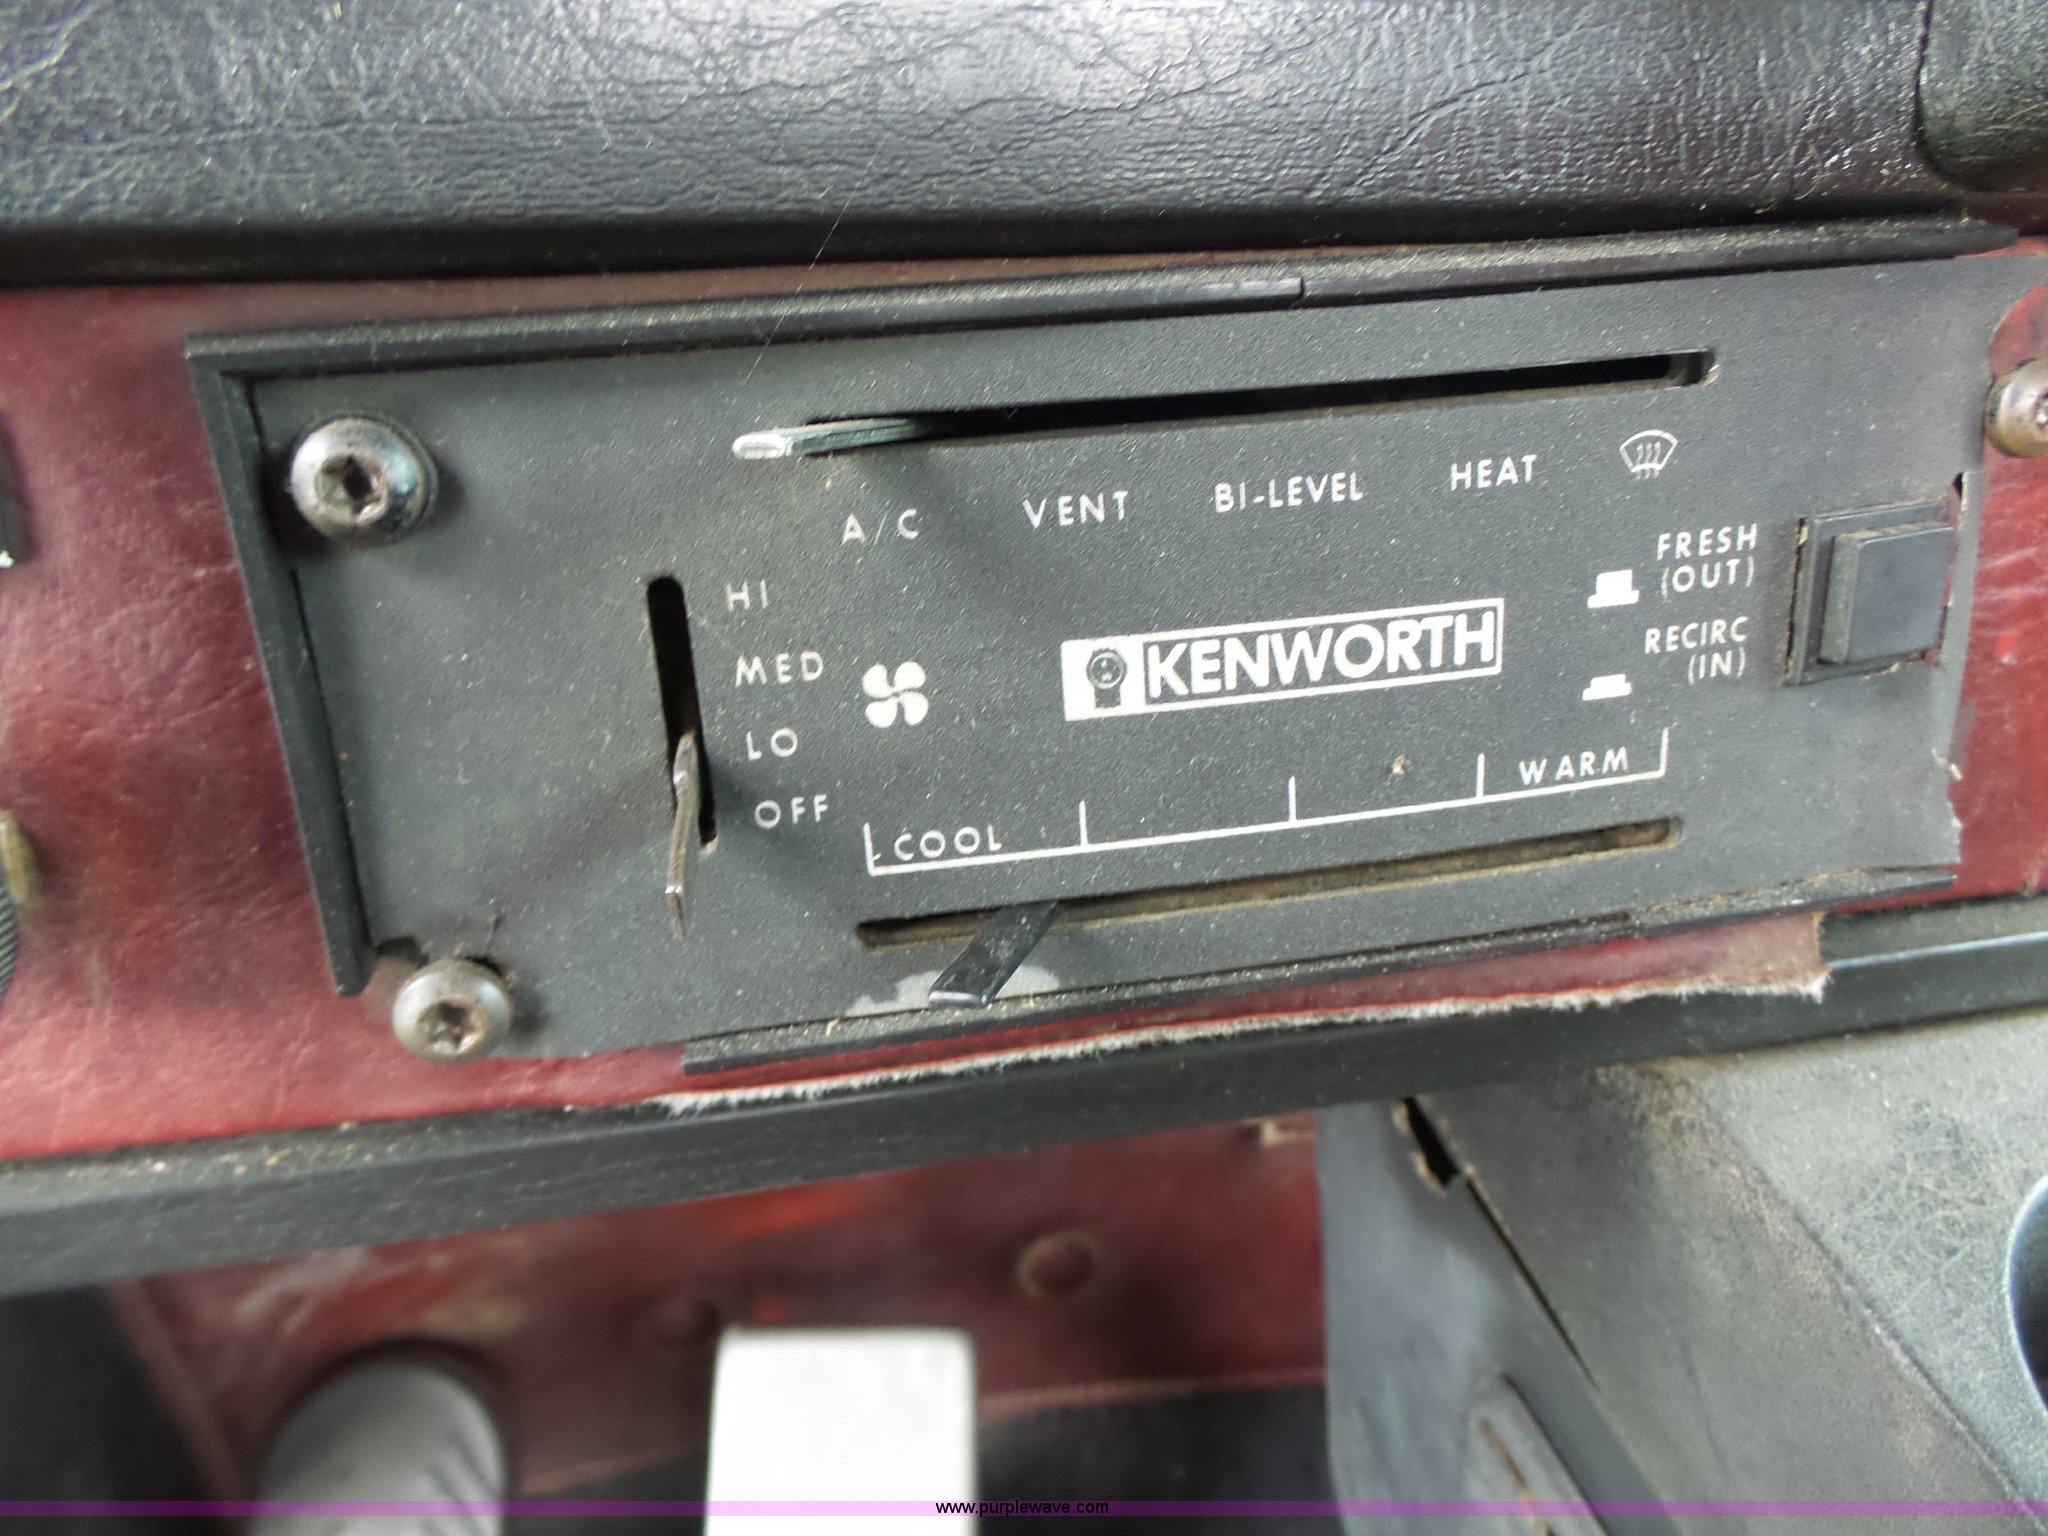 A/C VENT BI-LEVEL HEAT
HI
MED
LO
OFF
KENWORTH
FRESH
(OUT)
RECIRC
(IN)
COOL WARM
www.purplewave.com